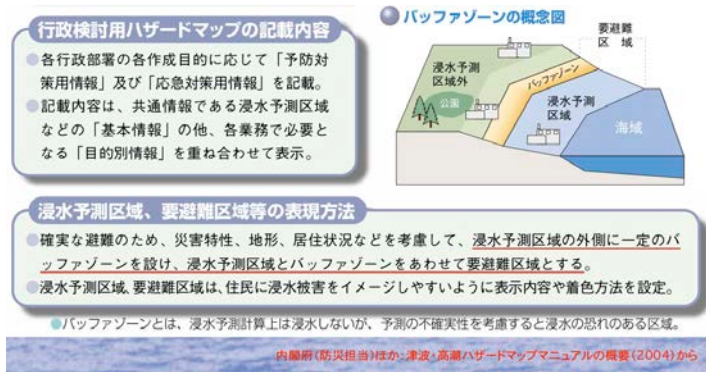 行政検討用ハザードマップの記載内容
●各行政部署の各作成目的に応じて「予防対
策用情報」及び「応急対策用情報」を記載。
●記載内容は、共通情報である浸水予測区域
などの「基本情報」の他、各業務で必要と
なる「目的別情報」を重ね合わせて表示。
バッファゾーンの概念図
要避難
区域
浸水予測
区域外
バッファゾーン
公園
浸水予測
区域
海域
浸水予測区域、要避難区域等の表現方法
●確実な避難のため、災害特性、地形、居住状況などを考慮して、浸水予測区域の外側に一定のバ
ッファゾーンを設け、浸水予測区域とバッファゾーンをあわせて要避難区域とする。
●浸水予測区域、要避難区域は、住民に浸水被害をイメージしやすいように表示内容や着色方法を設定。
●バッファゾーンとは、浸水予測計算上は浸水しないが、予測の不確実性を考慮すると浸水の恐れのある区域。
内閣府(防災担当)ほか:津波・高潮ハザードマップマニュアルの概要(2004)から